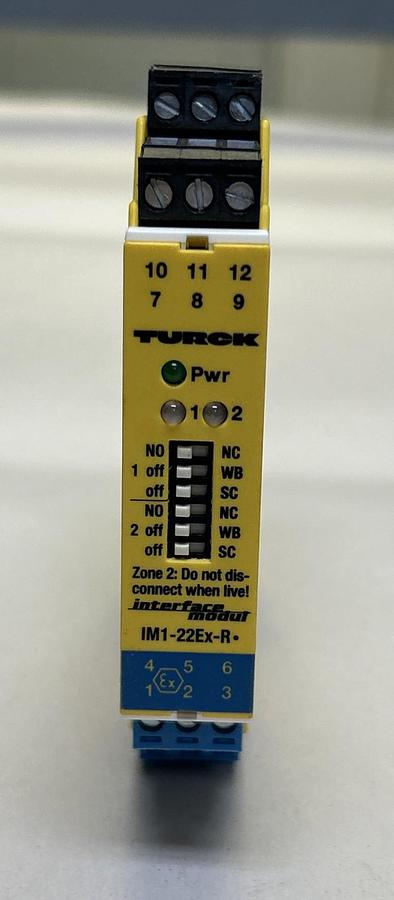 10 11 12
7 8 9
TURCK
Pwr
1 2
NO NC
1 off WB
off SC
NO NC
2 off WB
off SC
Zone 2: Do not dis-
connect when live!
interface
modul
IM1-22Ex-R•
4 5 6
Ex
1 2 3